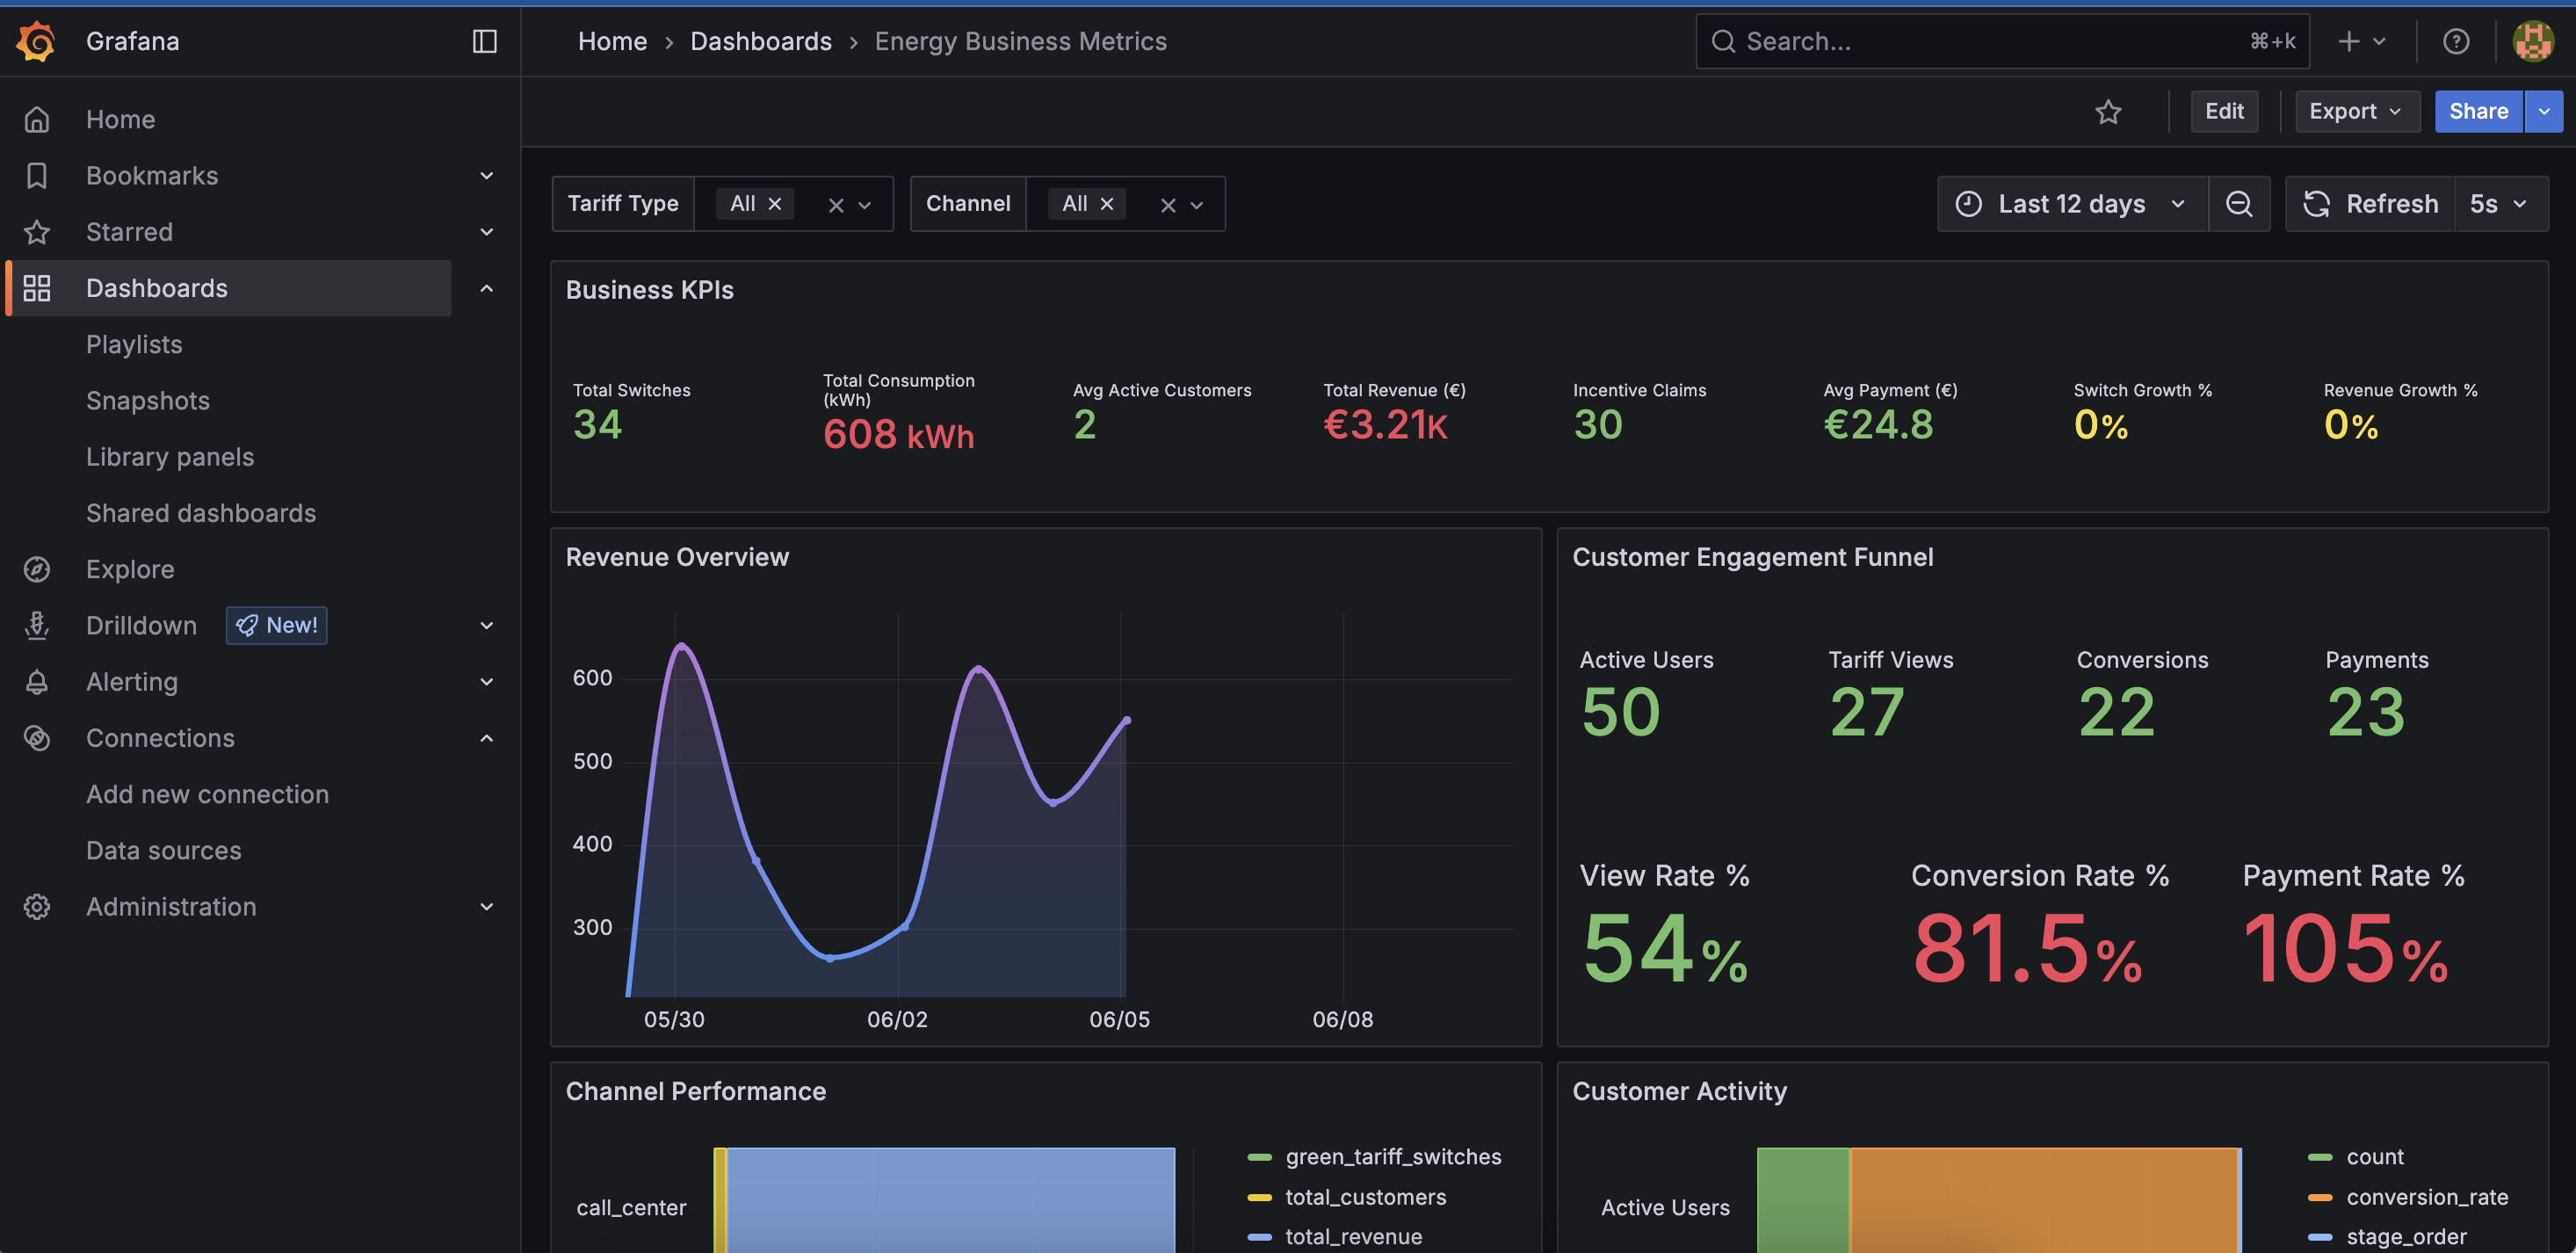 Grafana
Home › Dashboards › Energy Business Metrics
Search...
⌘+k
Edit
Export
Share
Home
Bookmarks
Starred
Dashboards
Playlists
Snapshots
Library panels
Shared dashboards
Explore
Drilldown New!
Alerting
Connections
Add new connection
Data sources
Administration
Tariff Type All
Channel All
Last 12 days
Refresh 5s
Business KPIs
Total Switches
34
Total Consumption
(kWh)
608 kWh
Avg Active Customers
2
Total Revenue (€)
€3.21K
Incentive Claims
30
Avg Payment (€)
€24.8
Switch Growth %
0%
Revenue Growth %
0%
Revenue Overview
600
500
400
300
05/30 06/02 06/05 06/08
Customer Engagement Funnel
Active Users
50
Tariff Views
27
Conversions
22
Payments
23
View Rate %
54%
Conversion Rate %
81.5%
Payment Rate %
105%
Channel Performance
call_center
green_tariff_switches
total_customers
total_revenue
Customer Activity
Active Users
count
conversion_rate
stage_order